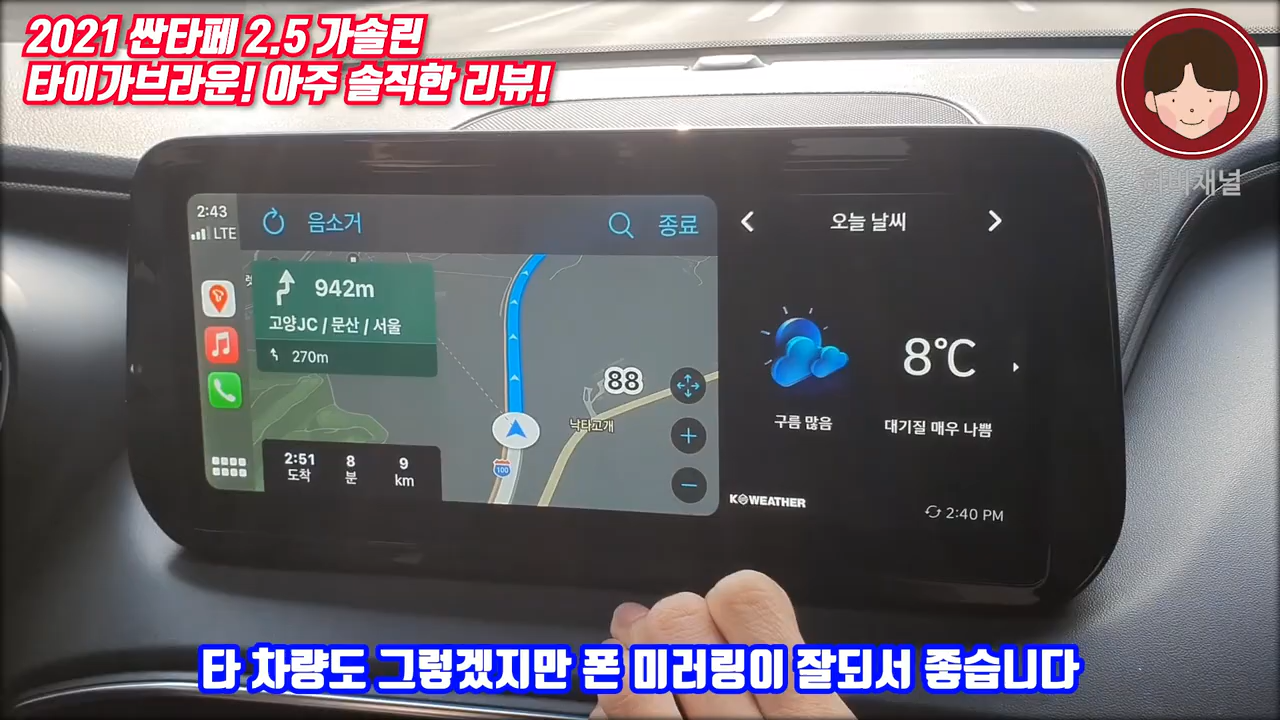 2021 싼타페 2.5 가솔린
타이가브라운! 아주 솔직한 리뷰!
채널
2:43
LTE
음소거
종료
942m
고양JC / 문산 / 서울
270m
88
낙타고개
100
2:51
도착
8
분
9
km
오늘 날씨
8℃
구름 많음
대기질 매우 나쁨
K WEATHER
2:40 PM
타 차량도 그렇겠지만 폰 미러링이 잘되서 좋습니다